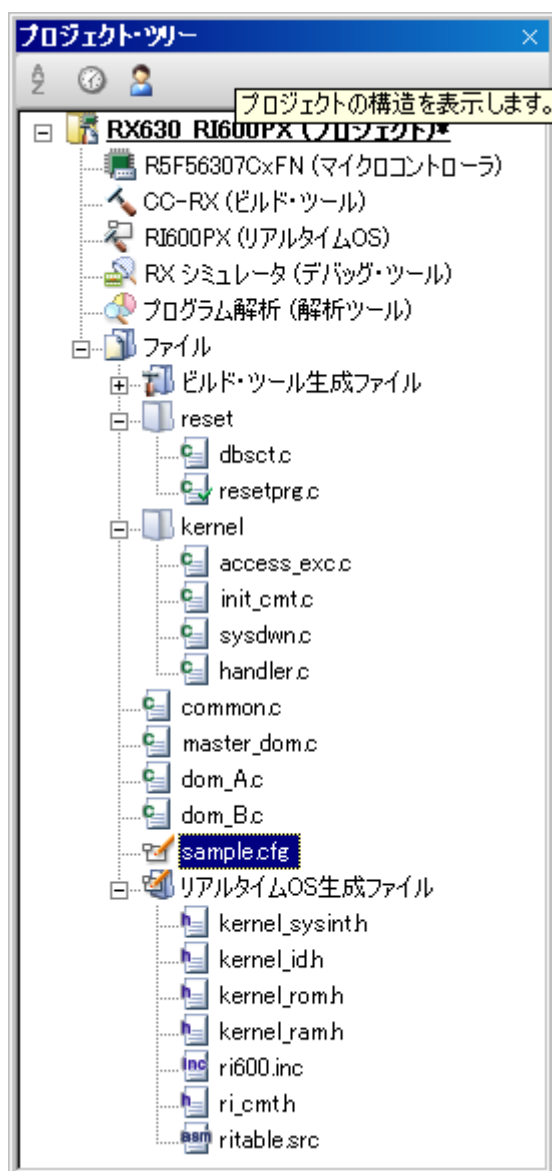 プロジェクト・ツリー
プロジェクトの構造を表示します。
RX630_RI600PX (プロジェクト)*
R5F56307CxFN (マイクロコントローラ)
CC-RX (ビルド・ツール)
RI600PX (リアルタイムOS)
RX シミュレータ (デバッグ・ツール)
プログラム解析 (解析ツール)
ファイル
ビルド・ツール生成ファイル
reset
dbsct.c
resetprg.c
kernel
access_exc.c
init_cmt.c
sysdwn.c
handler.c
common.c
master_dom.c
dom_A.c
dom_B.c
sample.cfg
リアルタイムOS生成ファイル
kernel_sysint.h
kernel_id.h
kernel_rom.h
kernel_ram.h
ri600.inc
ri_cmt.h
ritable.src